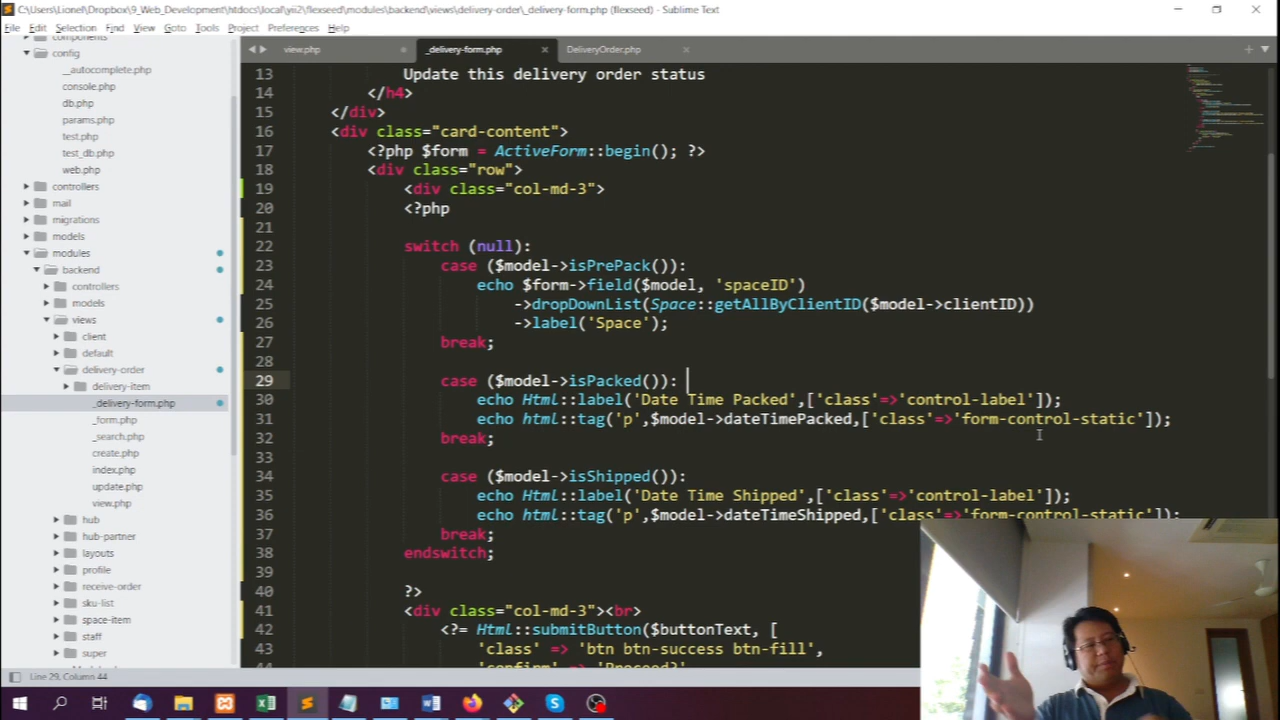 C:\Users\Lionel\Dropbox\9_Web_Development\htdocs\local\yii2\flexseed\modules\backend\views\delivery-order\_delivery-form.php (flexseed) - Sublime Text
File Edit Selection Find View Goto Tools Project Preferences Help
components
config
__autocomplete.php
console.php
db.php
params.php
test.php
test_db.php
web.php
controllers
mail
migrations
models
modules
backend
controllers
models
views
client
default
delivery-order
delivery-item
_delivery-form.php
_form.php
_search.php
create.php
index.php
update.php
view.php
hub
hub-partner
layouts
profile
receive-order
sku-list
space-item
staff
super
view.php _delivery-form.php DeliveryOrder.php
13 Update this delivery order status
14 </h4>
15 </div>
16 <div class="card-content">
17 <?php $form = ActiveForm::begin(); ?>
18 <div class="row">
19 <div class="col-md-3">
20 <?php
21
22 switch (null):
23 case ($model->isPrePack()):
24 echo $form->field($model, 'spaceID')
25 ->dropDownList(Space::getAllByClientID($model->clientID))
26 ->label('Space');
27 break;
28
29 case ($model->isPacked()):
30 echo Html::label('Date Time Packed',['class'=>'control-label']);
31 echo html::tag('p',$model->dateTimePacked,['class'=>'form-control-static']);
32 break;
33
34 case ($model->isShipped()):
35 echo Html::label('Date Time Shipped',['class'=>'control-label']);
36 echo html::tag('p',$model->dateTimeShipped,['class'=>'form-control-static']);
37 break;
38 endswitch;
39
40 ?>
41 <div class="col-md-3"><br>
42 <?= Html::submitButton($buttonText, [
43 'class' => 'btn btn-success btn-fill',
44 'confirm' => 'Proceed?'
Line 29, Column 44